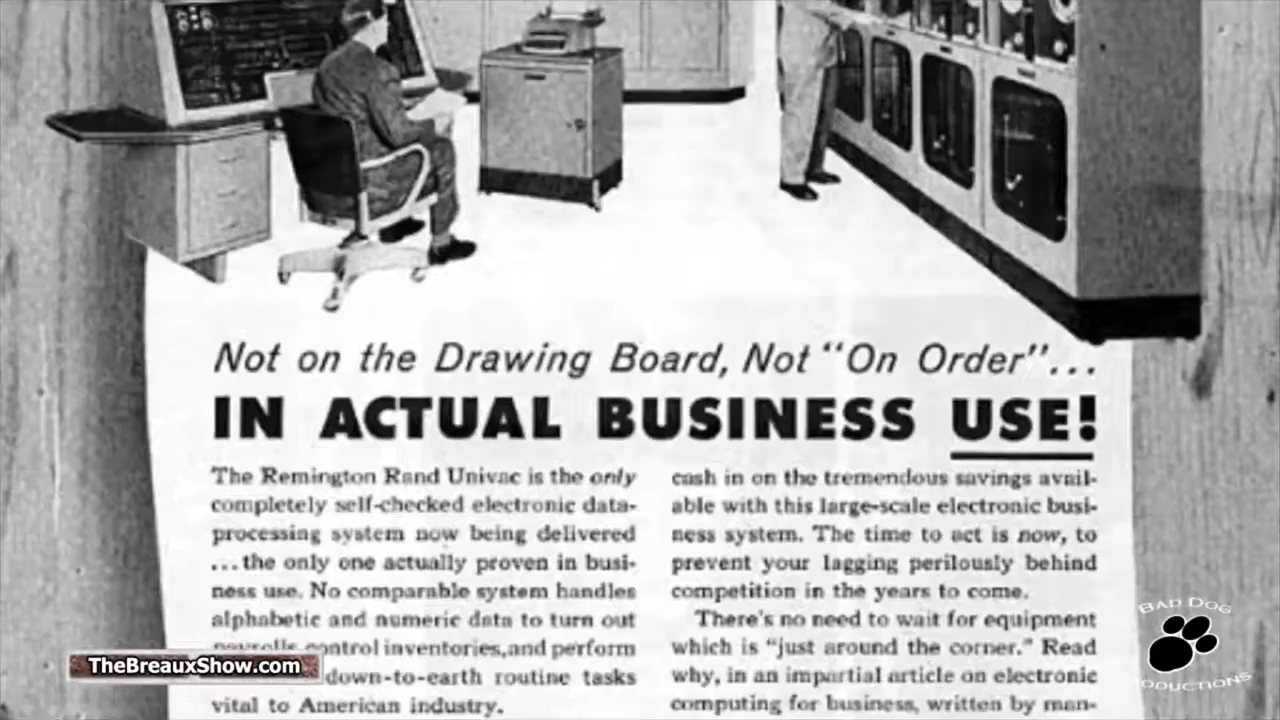 Not on the Drawing Board, Not "On Order"...
IN ACTUAL BUSINESS USE!
The Remington Rand Univac is the only
completely self-checked electronic data-
processing system now being delivered
...the only one actually proven in busi-
ness use. No comparable system handles
alphabetic and numeric data to turn out
payrolls, control inventories, and perform
down-to-earth routine tasks
vital to American industry.
cash in on the tremendous savings avail-
able with this large-scale electronic busi-
ness system. The time to act is now, to
prevent your lagging perilously behind
competition in the years to come.
There's no need to wait for equipment
which is "just around the corner." Read
why, in an impartial article on electronic
computing for business, written by man-
TheBreauxShow.com
BAD DOG
ODUCTIONS